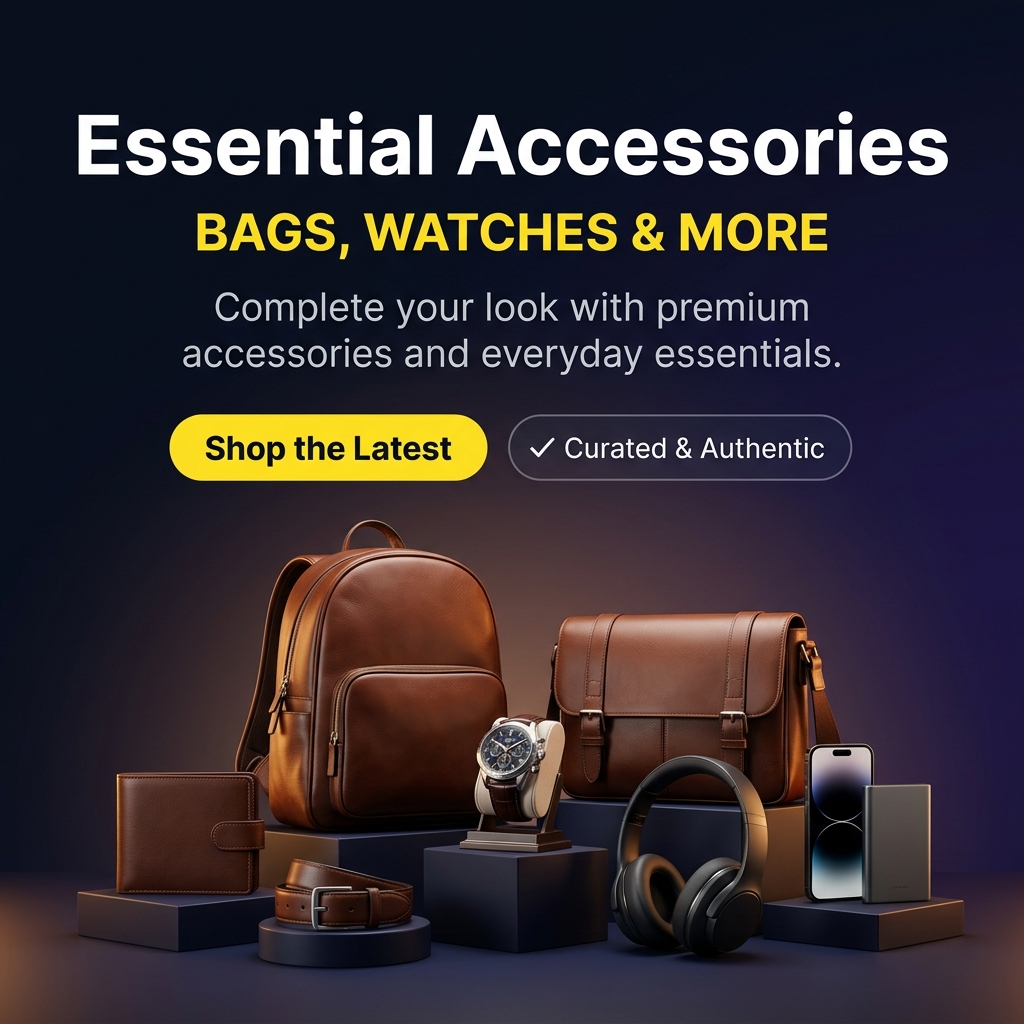 Essential Accessories
BAGS, WATCHES & MORE
Complete your look with premium
accessories and everyday essentials.
Shop the Latest
✓ Curated & Authentic